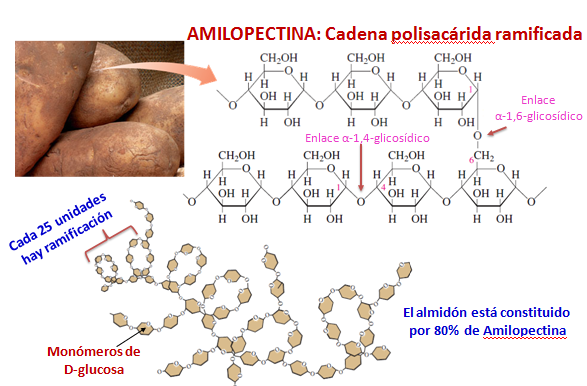 AMILOPECTINA: Cadena polisacárida ramificada
CH₂OH CH₂OH CH₂OH
H O H H O H H O H
H H H 1
OH H OH H OH H
O O O
H OH H OH H OH
Enlace
α-1,6-glicosídico
O
Enlace α-1,4-glicosídico
CH₂OH CH₂OH CH₂OH 6 CH₂
H O H H O H H O H H O H
H H 1 4 H H
OH H OH H OH H OH H
O O O O O
H OH H OH H OH H OH
Cada 25 unidades
hay ramificación
El almidón está constituido
por 80% de Amilopectina
Monómeros de
D-glucosa